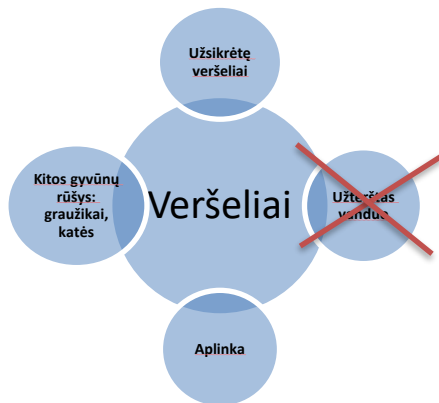 Užsikrėtę
veršeliai
Kitos gyvūnų
rūšys:
graužikai,
katės
Veršeliai
Užterštas
vanduo
Aplinka